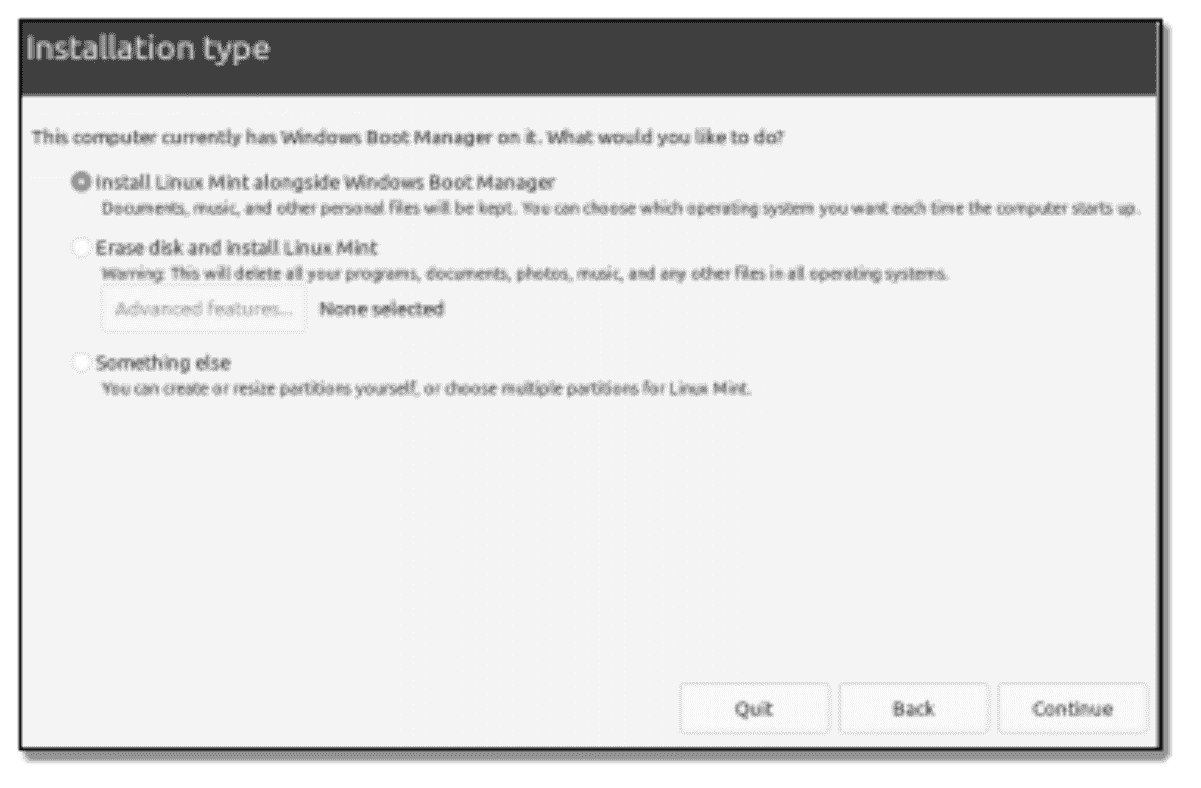 Installation type
This computer currently has Windows Boot Manager on it. What would you like to do?
Install Linux Mint alongside Windows Boot Manager
Documents, music, and other personal files will be kept. You can choose which operating system you want each time the computer starts up.
Erase disk and install Linux Mint
Warning: This will delete all your programs, documents, photos, music, and any other files in all operating systems.
Advanced features... None selected
Something else
You can create or resize partitions yourself, or choose multiple partitions for Linux Mint.
Quit Back Continue